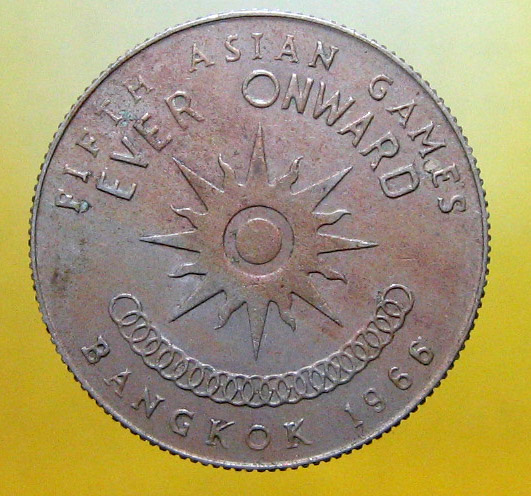 FIFTH ASIAN GAMES
EVER ONWARD
BANGKOK 1966